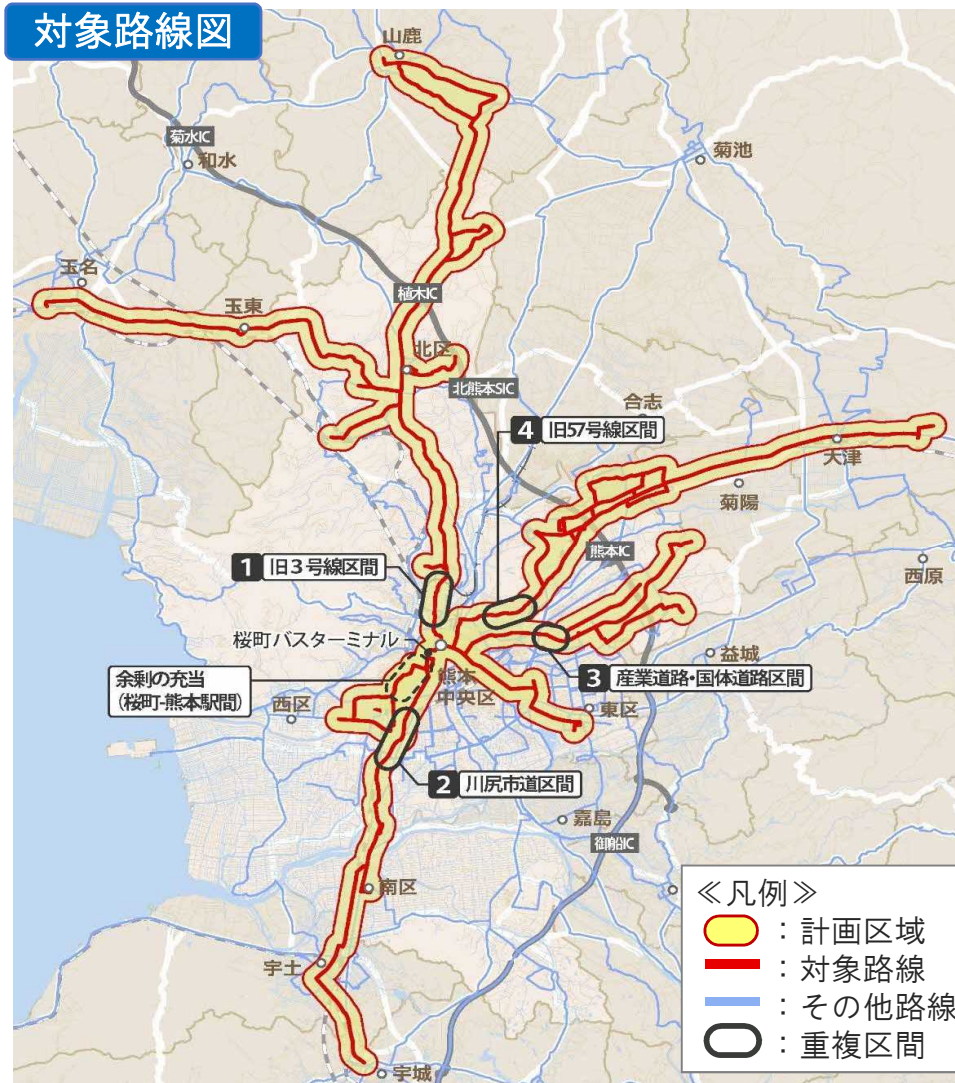 対象路線図
山鹿
菊水IC
和水
菊池
玉名
玉東
植木IC
北区
北熊本SIC
合志
4 旧57号線区間
大津
菊陽
熊本IC
1 旧3号線区間
西原
桜町バスターミナル
益城
余剰の充当
(桜町-熊本駅間)
熊本
中央区
3 産業道路・国体道路区間
西区
東区
2 川尻市道区間
嘉島
御船IC
南区
宇土
宇城
≪凡例≫
：計画区域
：対象路線
：その他路線
：重複区間